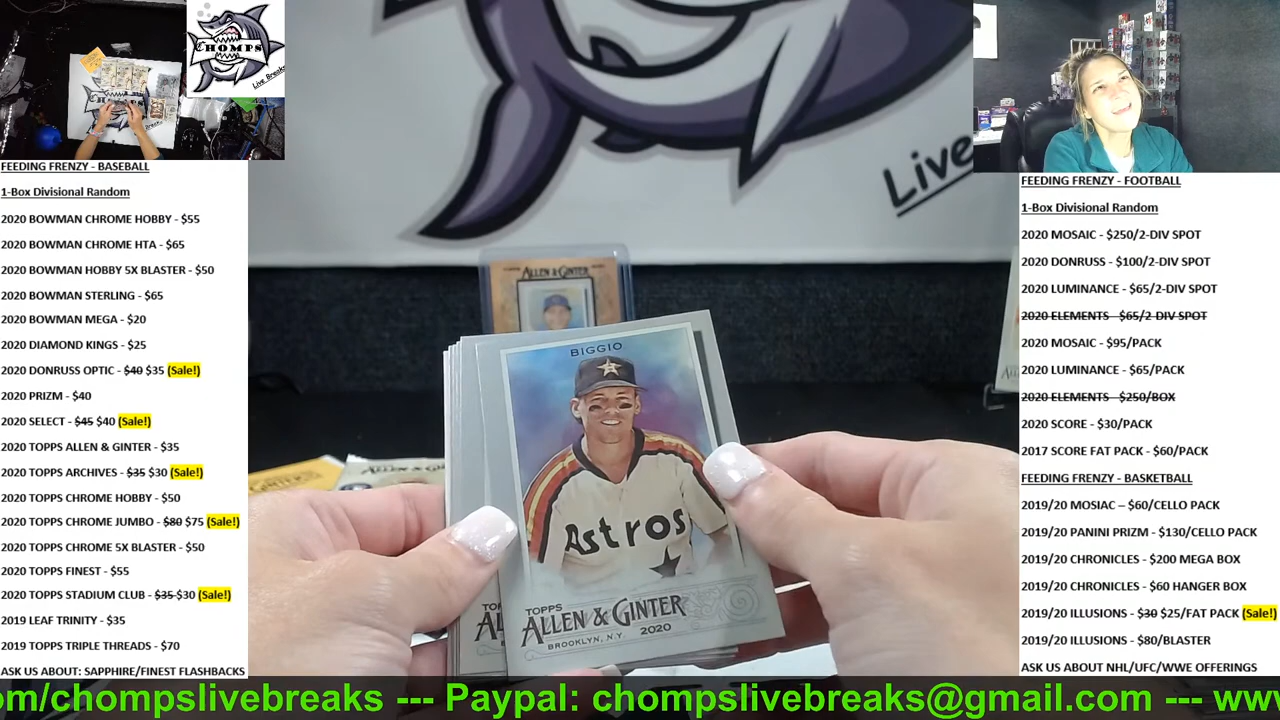 CHOMPS
Live Breaks
FEEDING FRENZY - BASEBALL
1-Box Divisional Random
2020 BOWMAN CHROME HOBBY - $55
2020 BOWMAN CHROME HTA - $65
2020 BOWMAN HOBBY 5X BLASTER - $50
2020 BOWMAN STERLING - $65
2020 BOWMAN MEGA - $20
2020 DIAMOND KINGS - $25
2020 DONRUSS OPTIC - $40 $35 (Sale!)
2020 PRIZM - $40
2020 SELECT - $45 $40 (Sale!)
2020 TOPPS ALLEN & GINTER - $35
2020 TOPPS ARCHIVES - $35 $30 (Sale!)
2020 TOPPS CHROME HOBBY - $50
2020 TOPPS CHROME JUMBO - $80 $75 (Sale!)
2020 TOPPS CHROME 5X BLASTER - $50
2020 TOPPS FINEST - $55
2020 TOPPS STADIUM CLUB - $35 $30 (Sale!)
2019 LEAF TRINITY - $35
2019 TOPPS TRIPLE THREADS - $70
ASK US ABOUT: SAPPHIRE/FINEST FLASHBACKS
Live
ALLEN & GINTER
BIGGIO
Astros
TOPPS
ALLEN & GINTER
BROOKLYN, N.Y. 2020
FEEDING FRENZY - FOOTBALL
1-Box Divisional Random
2020 MOSAIC - $250/2-DIV SPOT
2020 DONRUSS - $100/2-DIV SPOT
2020 LUMINANCE - $65/2-DIV SPOT
2020 ELEMENTS - $65/2-DIV SPOT
2020 MOSAIC - $95/PACK
2020 LUMINANCE - $65/PACK
2020 ELEMENTS - $250/BOX
2020 SCORE - $30/PACK
2017 SCORE FAT PACK - $60/PACK
FEEDING FRENZY - BASKETBALL
2019/20 MOSIAC – $60/CELLO PACK
2019/20 PANINI PRIZM - $130/CELLO PACK
2019/20 CHRONICLES - $200 MEGA BOX
2019/20 CHRONICLES - $60 HANGER BOX
2019/20 ILLUSIONS - $30 $25/FAT PACK (Sale!)
2019/20 ILLUSIONS - $80/BLASTER
ASK US ABOUT NHL/UFC/WWE OFFERINGS
om/chompslivebreaks --- Paypal: chompslivebreaks@gmail.com --- www